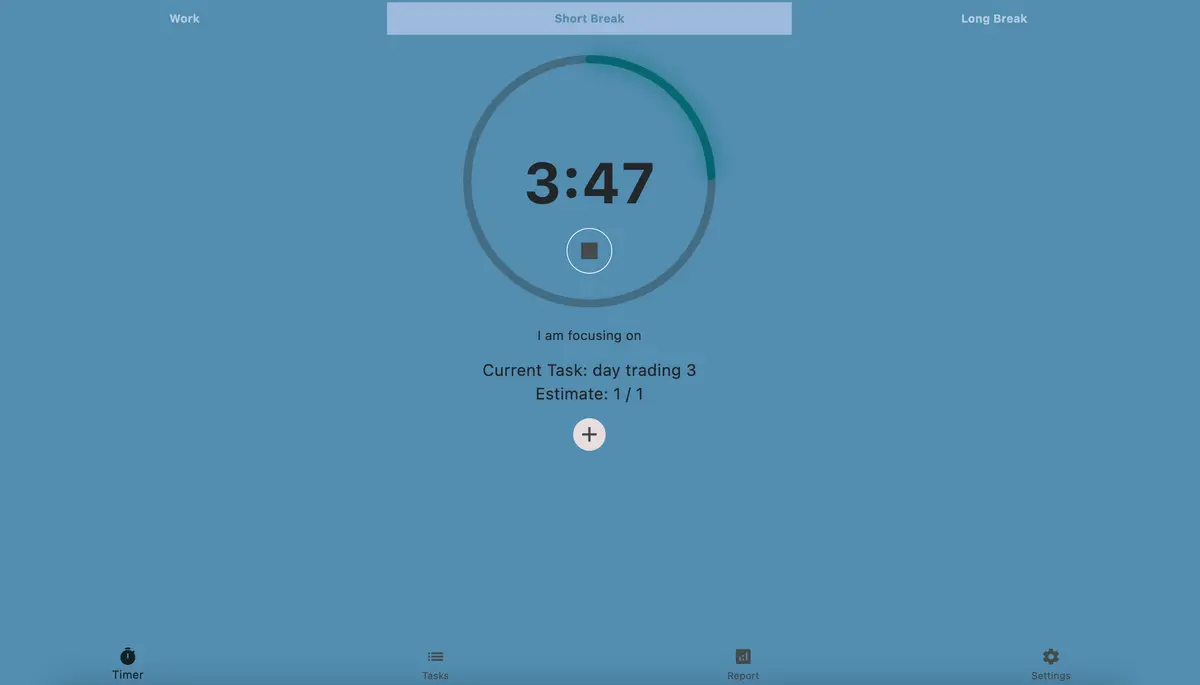 Work
Short Break
Long Break
3:47
I am focusing on
Current Task: day trading 3
Estimate: 1 / 1
Timer
Tasks
Report
Settings